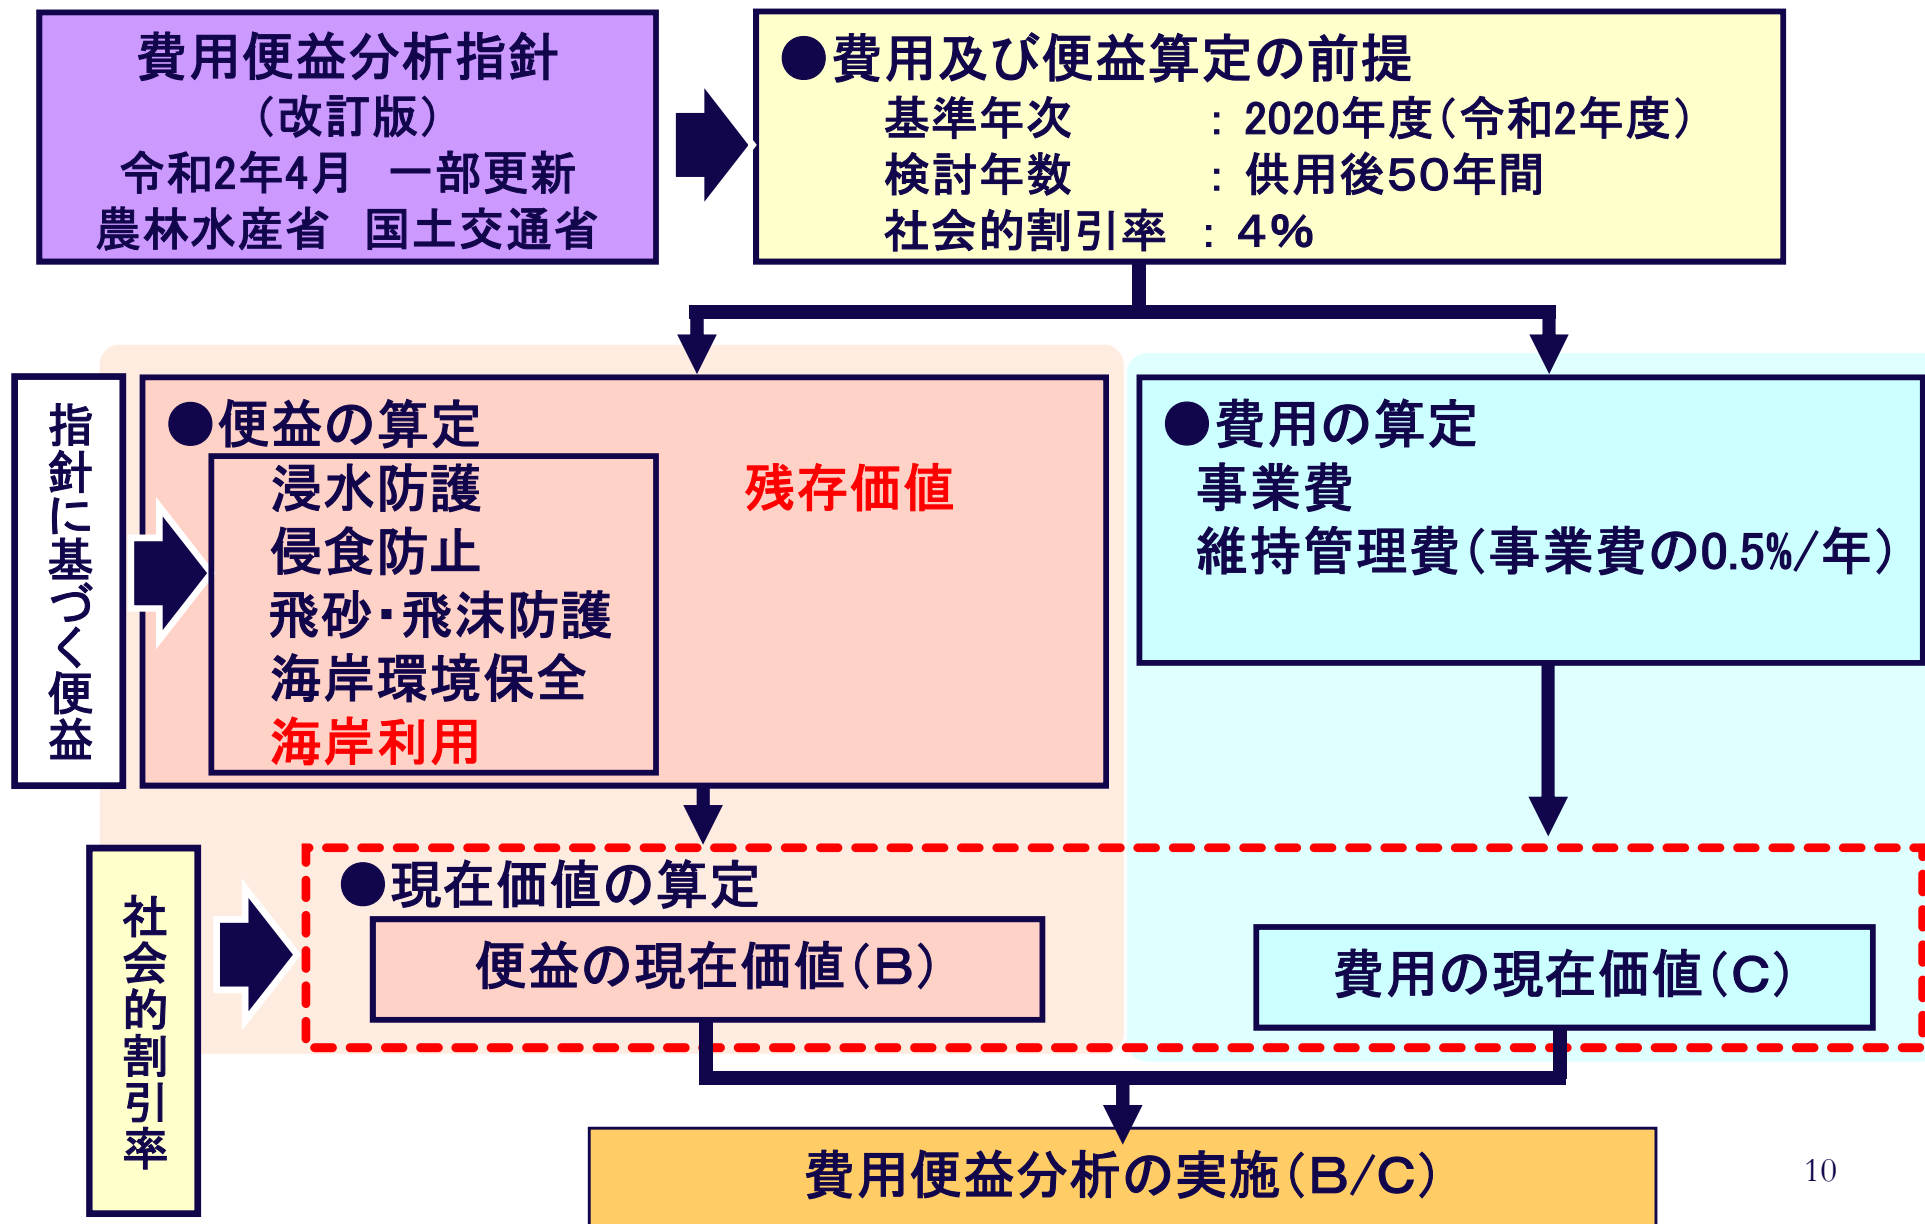 費用便益分析指針
（改訂版）
令和2年4月　一部更新
農林水産省　国土交通省
●費用及び便益算定の前提
基準年次　　　：2020年度（令和2年度）
検討年数　　　：供用後50年間
社会的割引率　：4%
指針に基づく便益
●便益の算定
浸水防護
侵食防止
飛砂・飛沫防護
海岸環境保全
海岸利用
残存価値
●費用の算定
事業費
維持管理費（事業費の0.5%/年）
社会的割引率
●現在価値の算定
便益の現在価値（B）
費用の現在価値（C）
費用便益分析の実施（B/C）
10